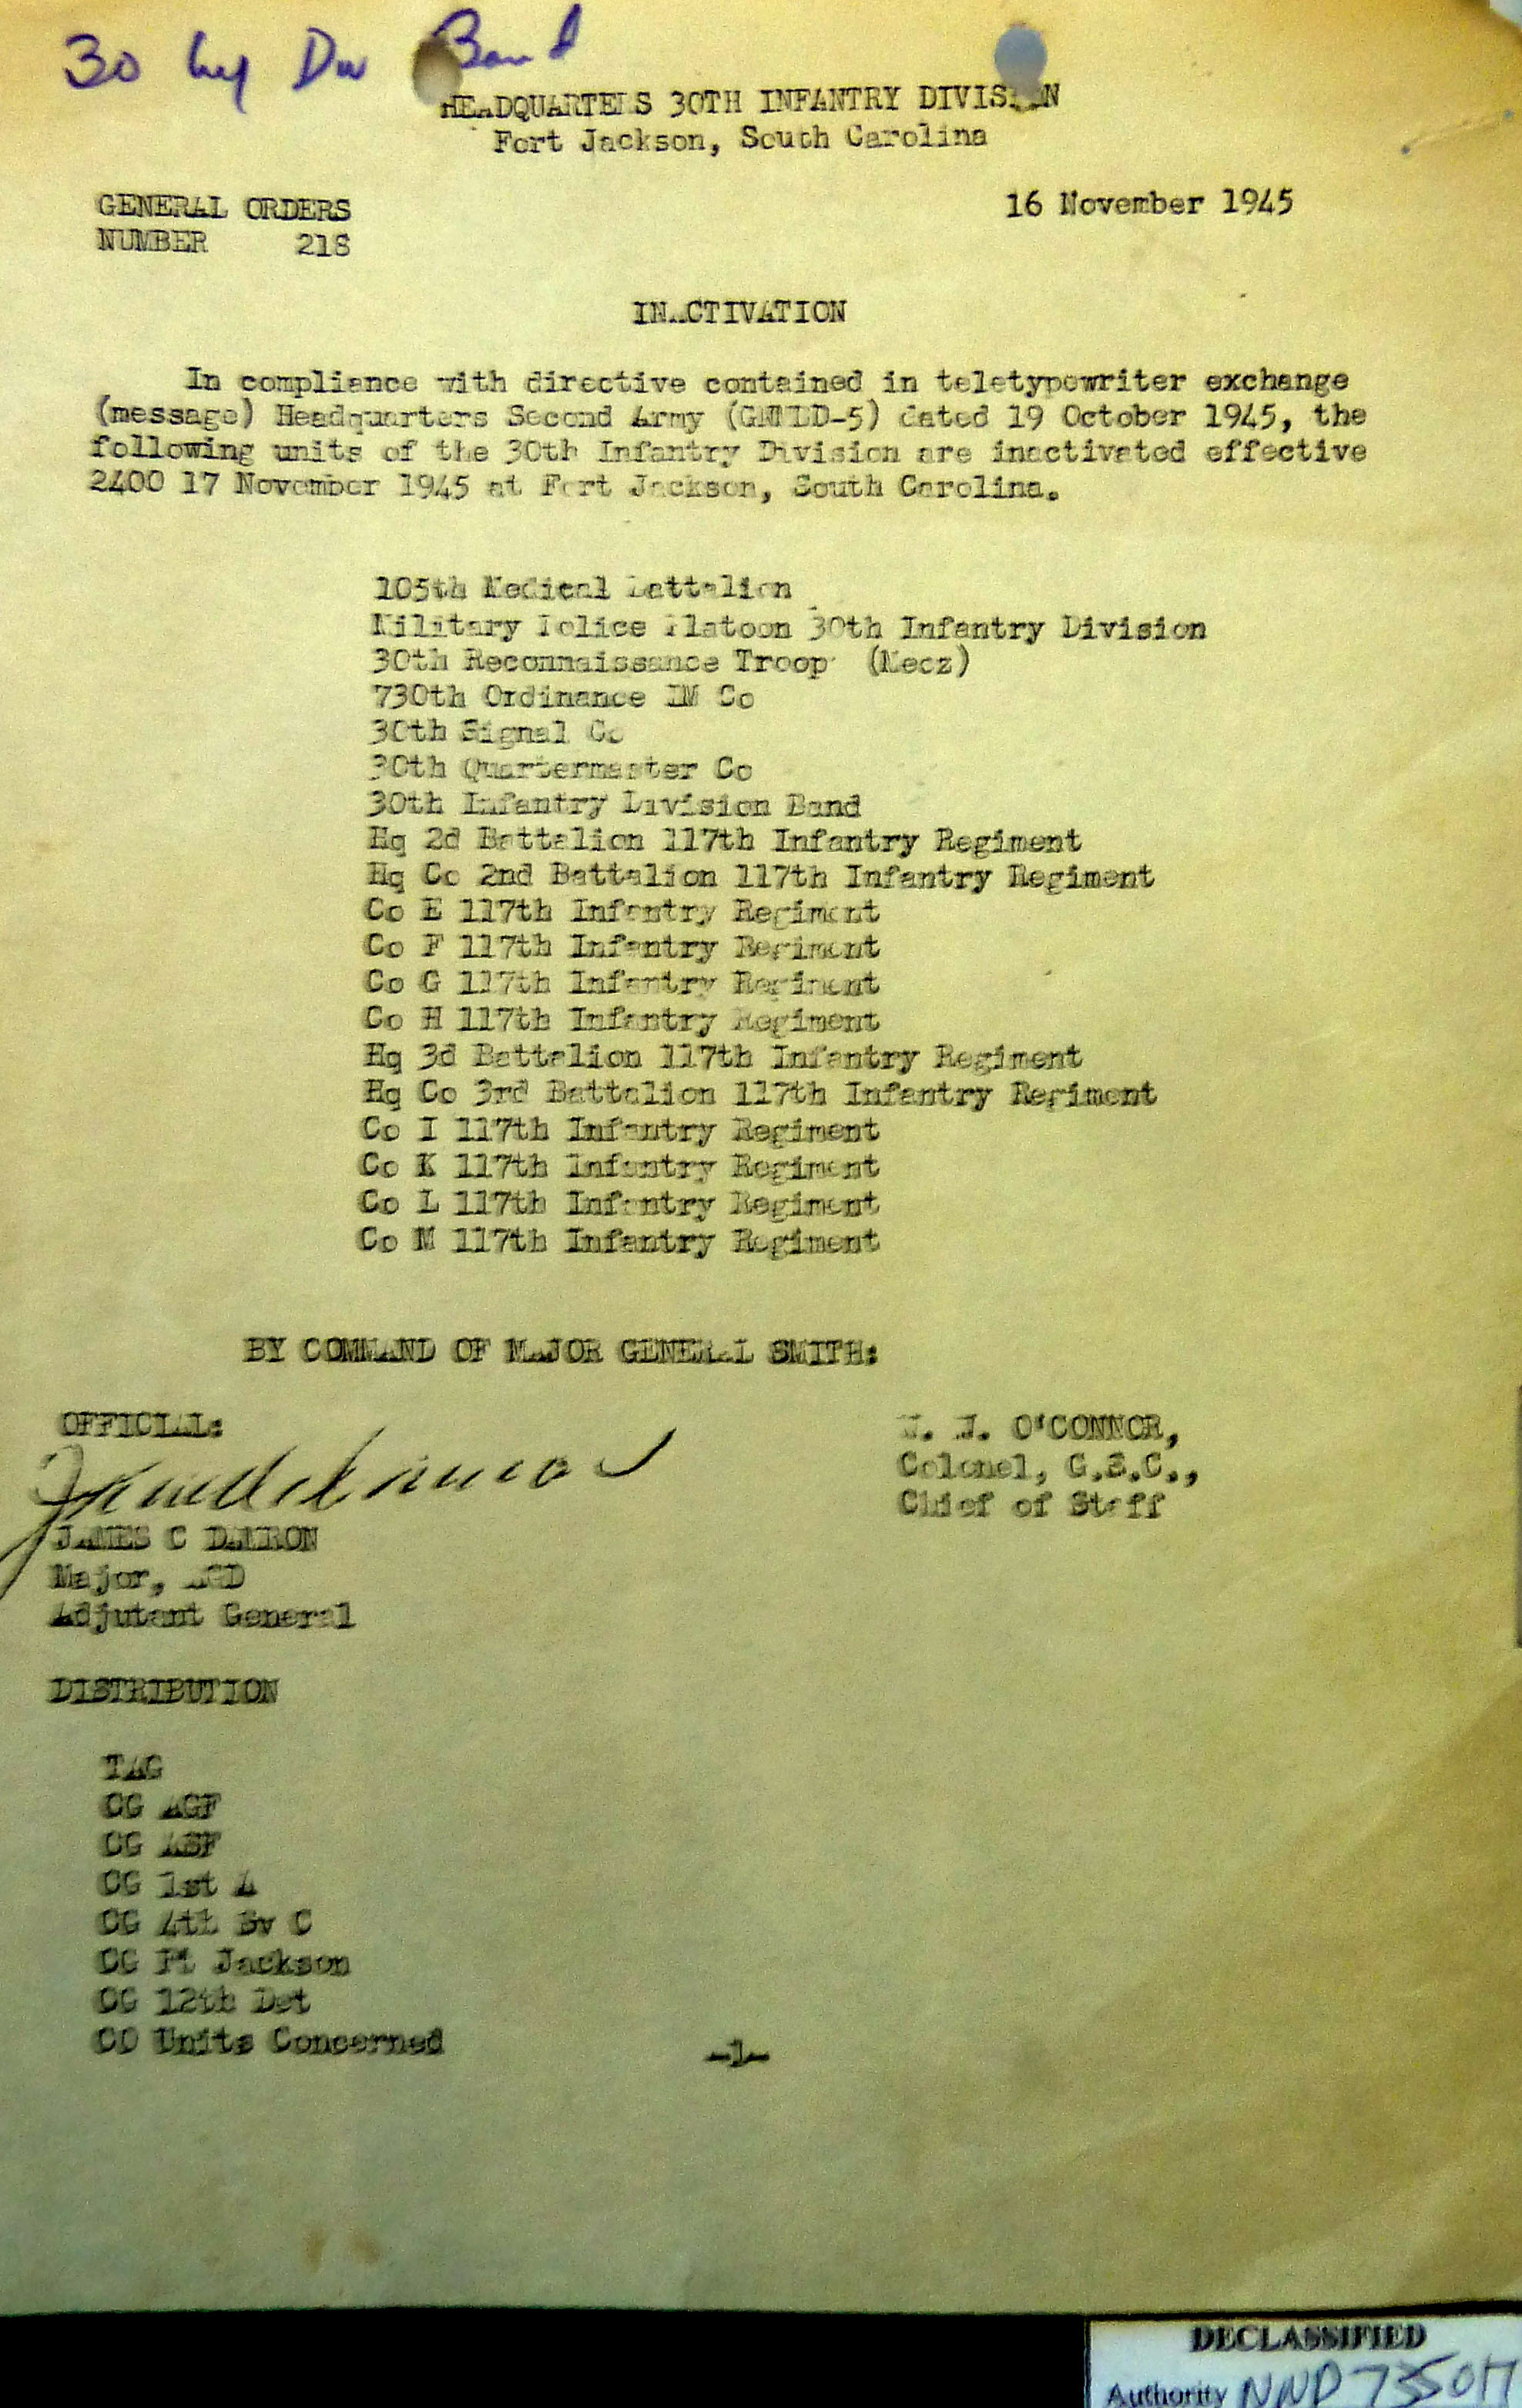 30 Inf Div Band
HEADQUARTERS 30TH INFANTRY DIVISION
Fort Jackson, South Carolina
GENERAL ORDERS 16 November 1945
NUMBER 218
INACTIVATION
In compliance with directive contained in teletypewriter exchange
(message) Headquarters Second Army dated 19 October 1945, the
following units of the 30th Infantry Division are inactivated effective
2400 17 November 1945 at Fort Jackson, South Carolina.
105th Medical Battalion
Military Police Platoon 30th Infantry Division
30th Reconnaissance Troop (Mecz)
730th Ordinance LM Co
30th Signal Co
30th Quartermaster Co
30th Infantry Division Band
Hq 2d Battalion 117th Infantry Regiment
Hq Co 2nd Battalion 117th Infantry Regiment
Co E 117th Infantry Regiment
Co F 117th Infantry Regiment
Co G 117th Infantry Regiment
Co H 117th Infantry Regiment
Hq 3d Battalion 117th Infantry Regiment
Hq Co 3rd Battalion 117th Infantry Regiment
Co I 117th Infantry Regiment
Co K 117th Infantry Regiment
Co L 117th Infantry Regiment
Co M 117th Infantry Regiment
BY COMMAND OF MAJOR GENERAL SMITH:
OFFICIAL:
J. O'CONNOR,
Colonel, G.S.C.,
Chief of Staff
JAMES C DAMRON
Major, AGD
Adjutant General
DISTRIBUTION
TAG
CG AGF
CG ASF
CG 1st A
CG 4th Sv C
CG Ft Jackson
CG 12th Det
CO Units Concerned
-1-
DECLASSIFIED
Authority NND 735017